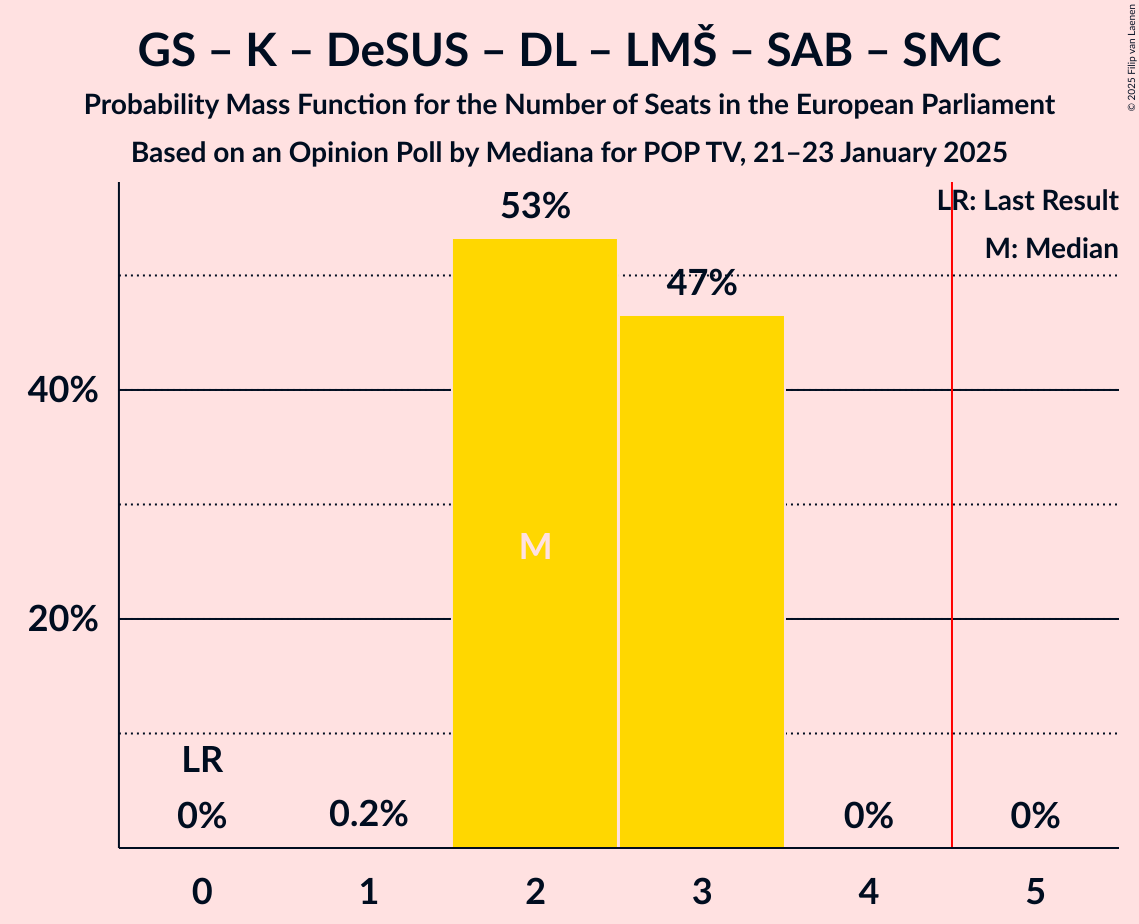 GS – K – DeSUS – DL – LMŠ – SAB – SMC
Probability Mass Function for the Number of Seats in the European Parliament
Based on an Opinion Poll by Mediana for POP TV, 21–23 January 2025
© 2025 Filip van Laenen
LR: Last Result
M: Median
53%
47%
40%
20%
M
LR
0%
0.2%
0%
0%
0 1 2 3 4 5